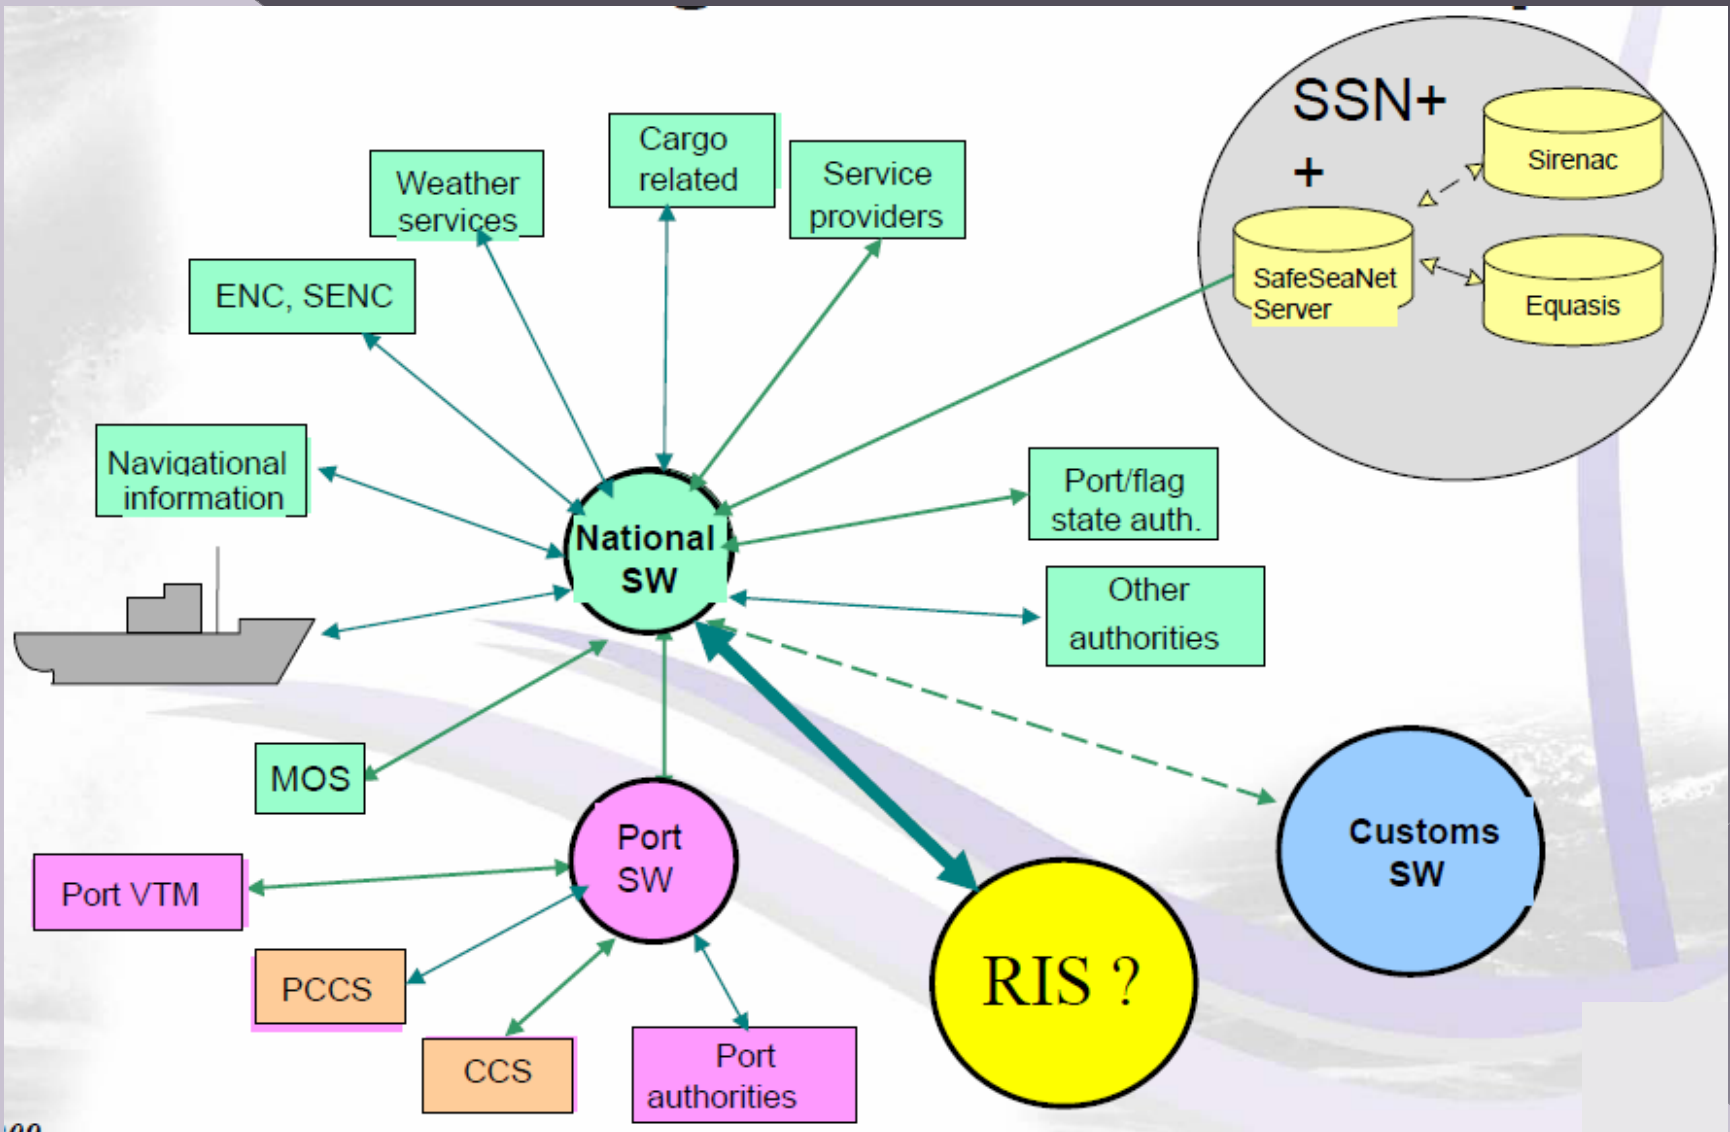 SSN+
+
Sirenac
SafeSeaNet
Server
Equasis
Cargo
related
Service
providers
Weather
services
ENC, SENC
Navigational
information
National
SW
Port/flag
state auth.
Other
authorities
MOS
Port
SW
Customs
SW
Port VTM
PCCS
CCS
Port
authorities
RIS ?